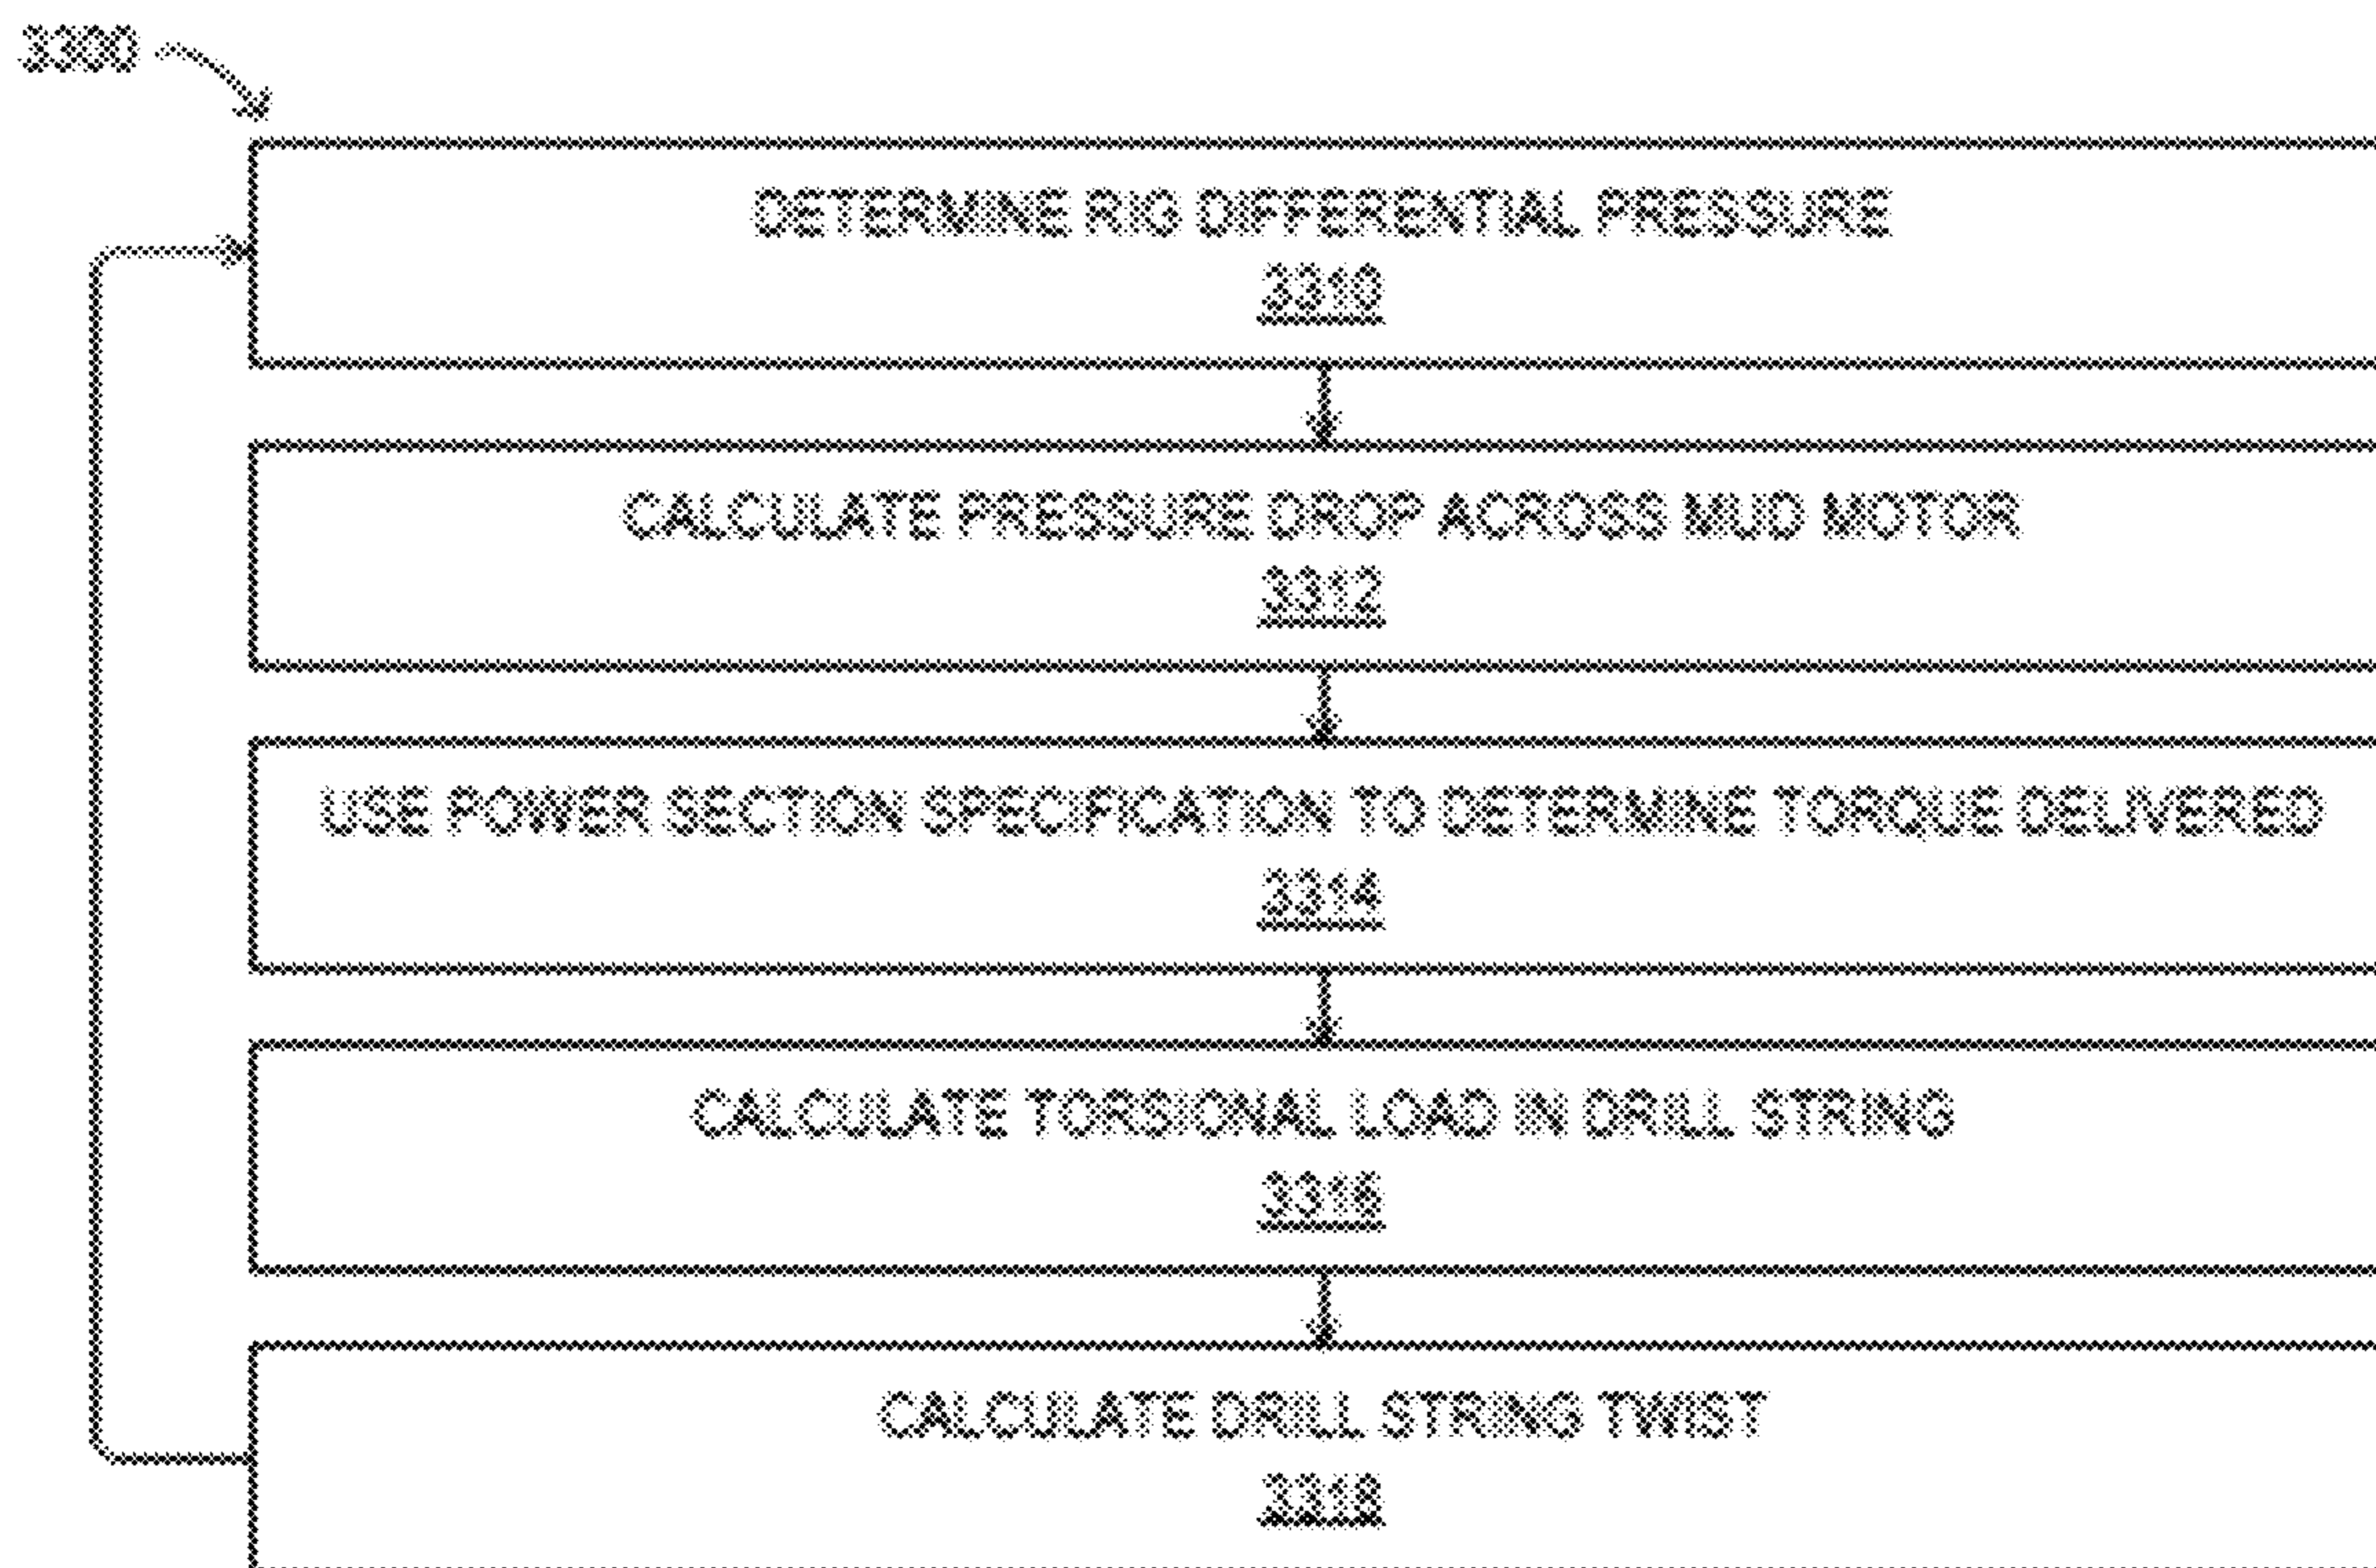 3300
DETERMINE RIG DIFFERENTIAL PRESSURE
3310
CALCULATE PRESSURE DROP ACROSS MUD MOTOR
3312
USE POWER SECTION SPECIFICATION TO DETERMINE TORQUE DELIVERED
3314
CALCULATE TORSIONAL LOAD IN DRILL STRING
3316
CALCULATE DRILL STRING TWIST
3318